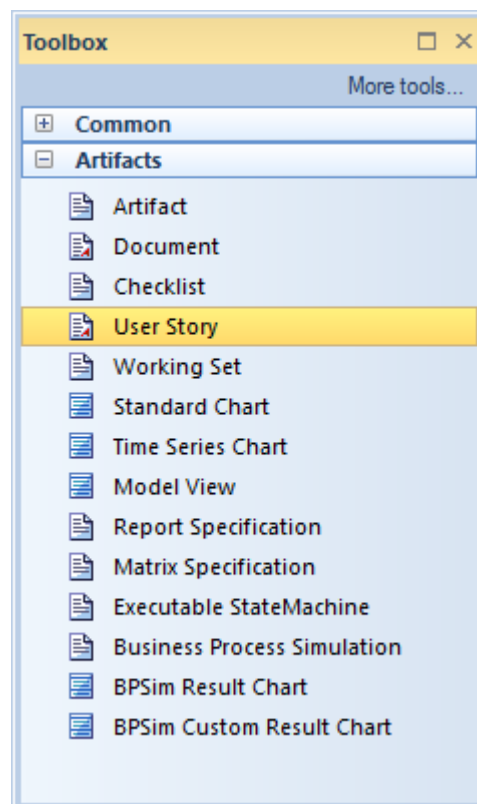 Toolbox
More tools...
Common
Artifacts
Artifact
Document
Checklist
User Story
Working Set
Standard Chart
Time Series Chart
Model View
Report Specification
Matrix Specification
Executable StateMachine
Business Process Simulation
BPSim Result Chart
BPSim Custom Result Chart